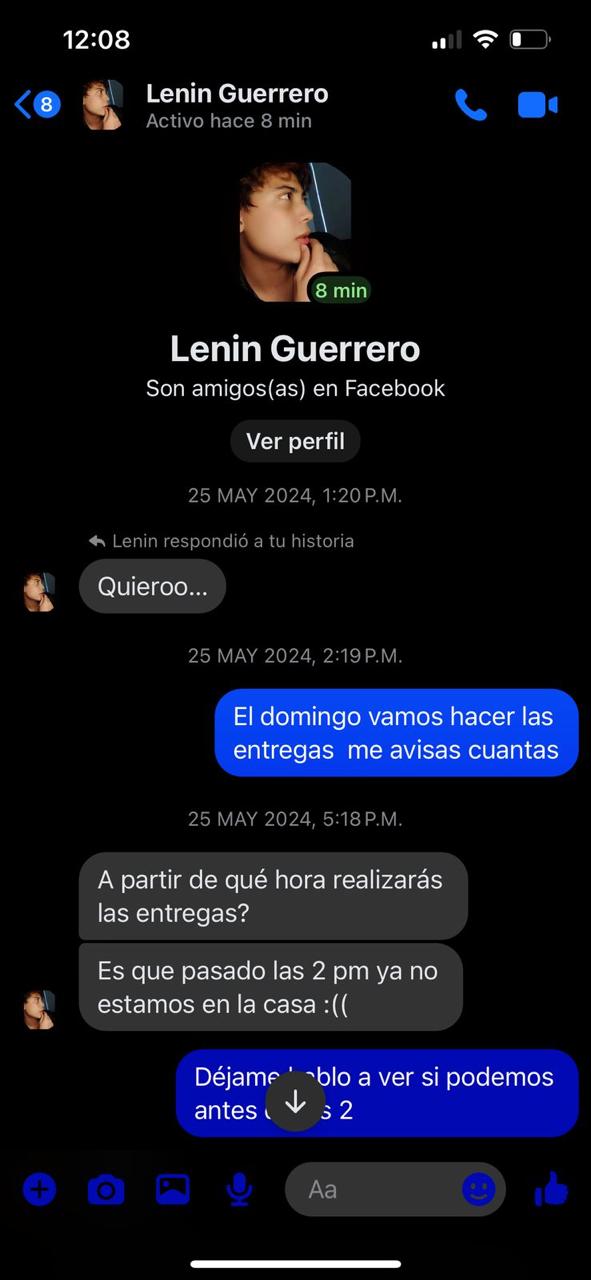 12:08
8
Lenin Guerrero
Activo hace 8 min
8 min
Lenin Guerrero
Son amigos(as) en Facebook
Ver perfil
25 MAY 2024, 1:20 P.M.
Lenin respondió a tu historia
Quieroo...
25 MAY 2024, 2:19 P.M.
El domingo vamos hacer las
entregas  me avisas cuantas
25 MAY 2024, 5:18 P.M.
A partir de qué hora realizarás
las entregas?
Es que pasado las 2 pm ya no
estamos en la casa :((
Déjame a ver si podemos
antes 2
Aa